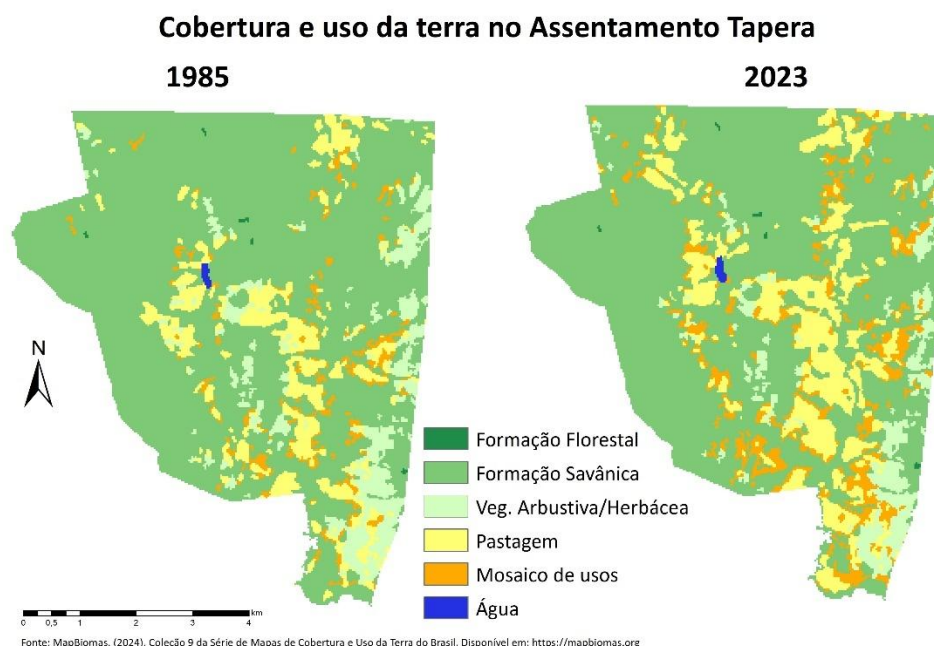 Cobertura e uso da terra no Assentamento Tapera
1985
2023
N
Formação Florestal
Formação Savânica
Veg. Arbustiva/Herbácea
Pastagem
Mosaico de usos
Água
km
0 0,5 1 2 3 4
Fonte: MapBiomas. (2024). Coleção 9 da Série de Mapas de Cobertura e Uso da Terra do Brasil. Disponível em: https://mapbiomas.org